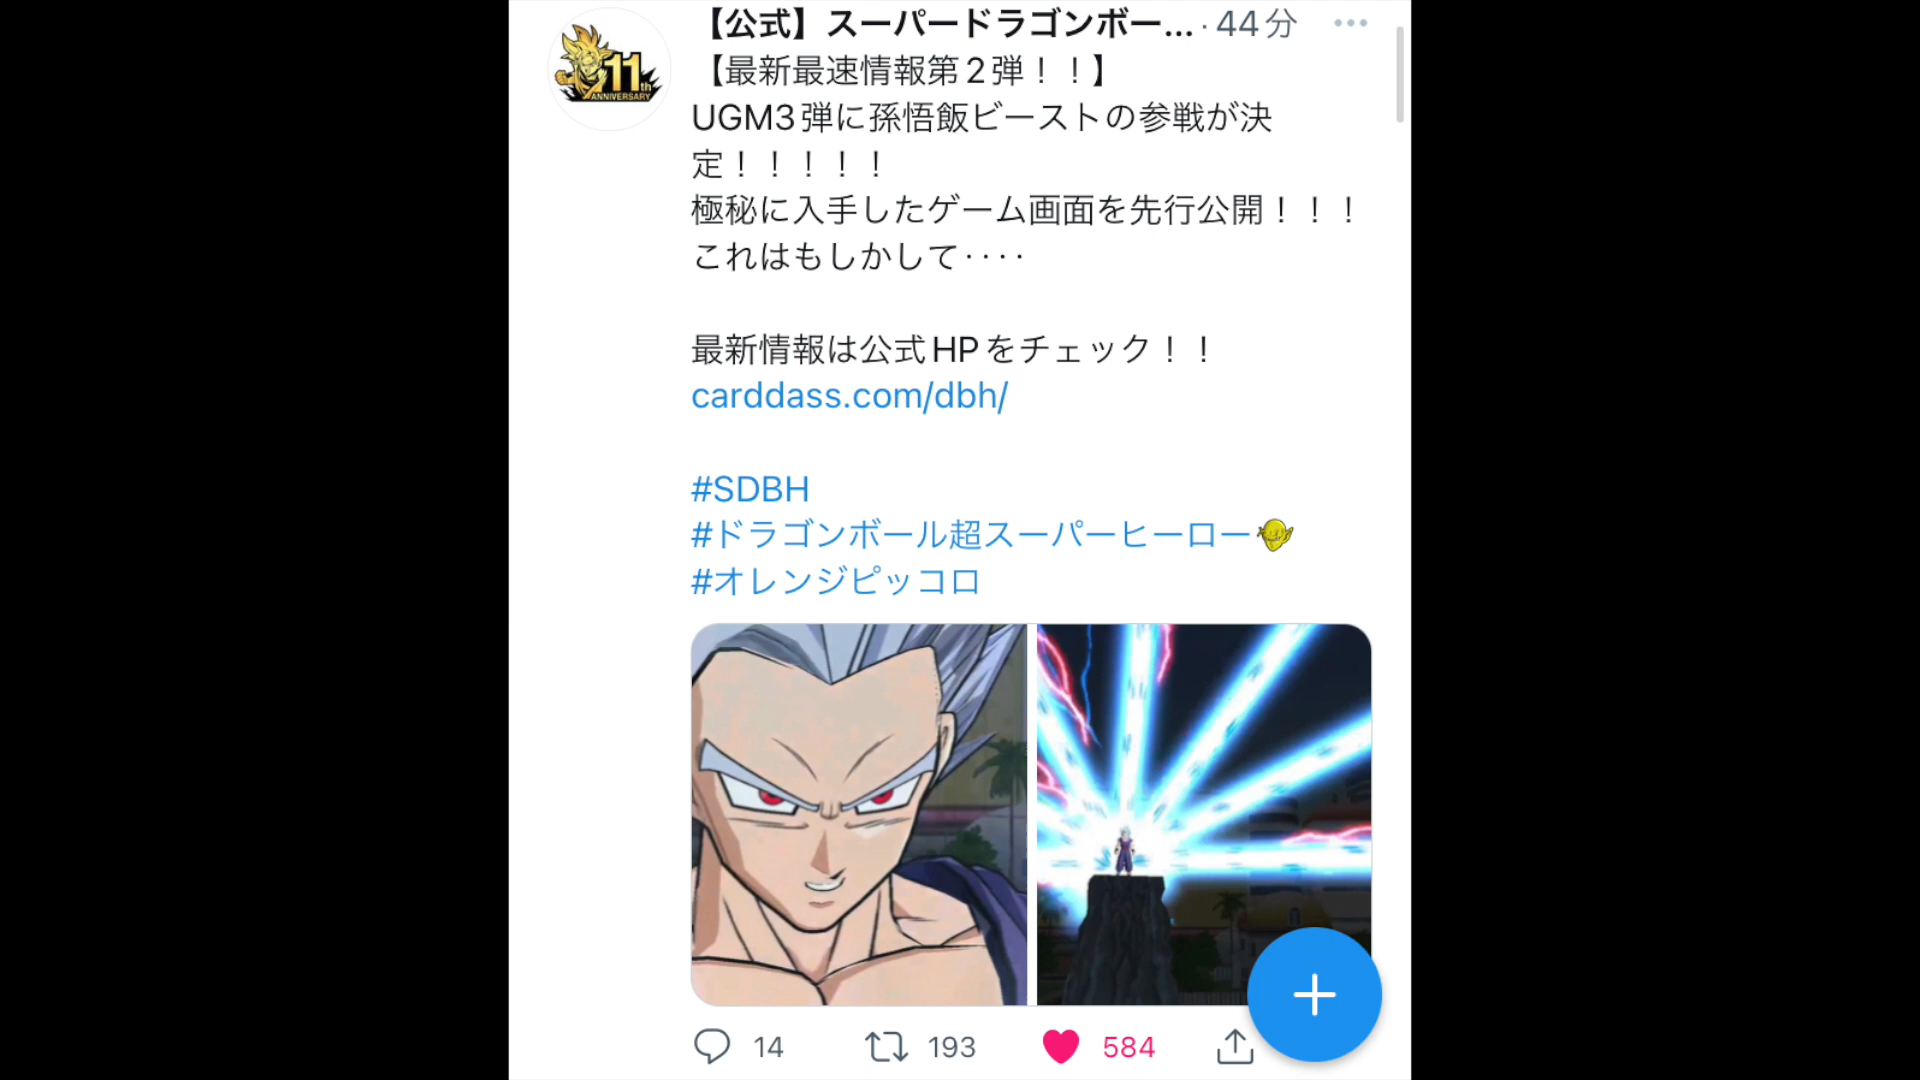 【公式】スーパードラゴンボー... · 44分
11th
ANNIVERSARY
【最新最速情報第2弾！！】
UGM3弾に孫悟飯ビーストの参戦が決
定！！！！！
極秘に入手したゲーム画面を先行公開！！！
これはもしかして‥‥
最新情報は公式HPをチェック！！
carddass.com/dbh/
#SDBH
#ドラゴンボール超スーパーヒーロー
#オレンジピッコロ
14 193 584